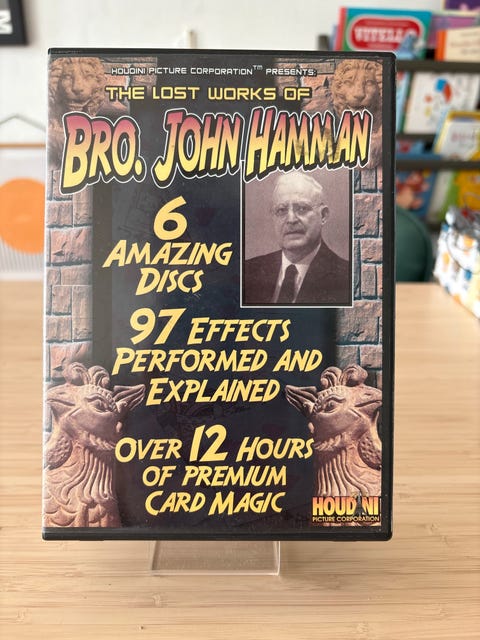 HOUDINI PICTURE CORPORATION™ PRESENTS:
THE LOST WORKS OF
BRO. JOHN HAMMAN
6
AMAZING
DISCS
97 EFFECTS
PERFORMED AND
EXPLAINED
OVER 12 HOURS
OF PREMIUM
CARD MAGIC
HOUDINI
PICTURE CORPORATION